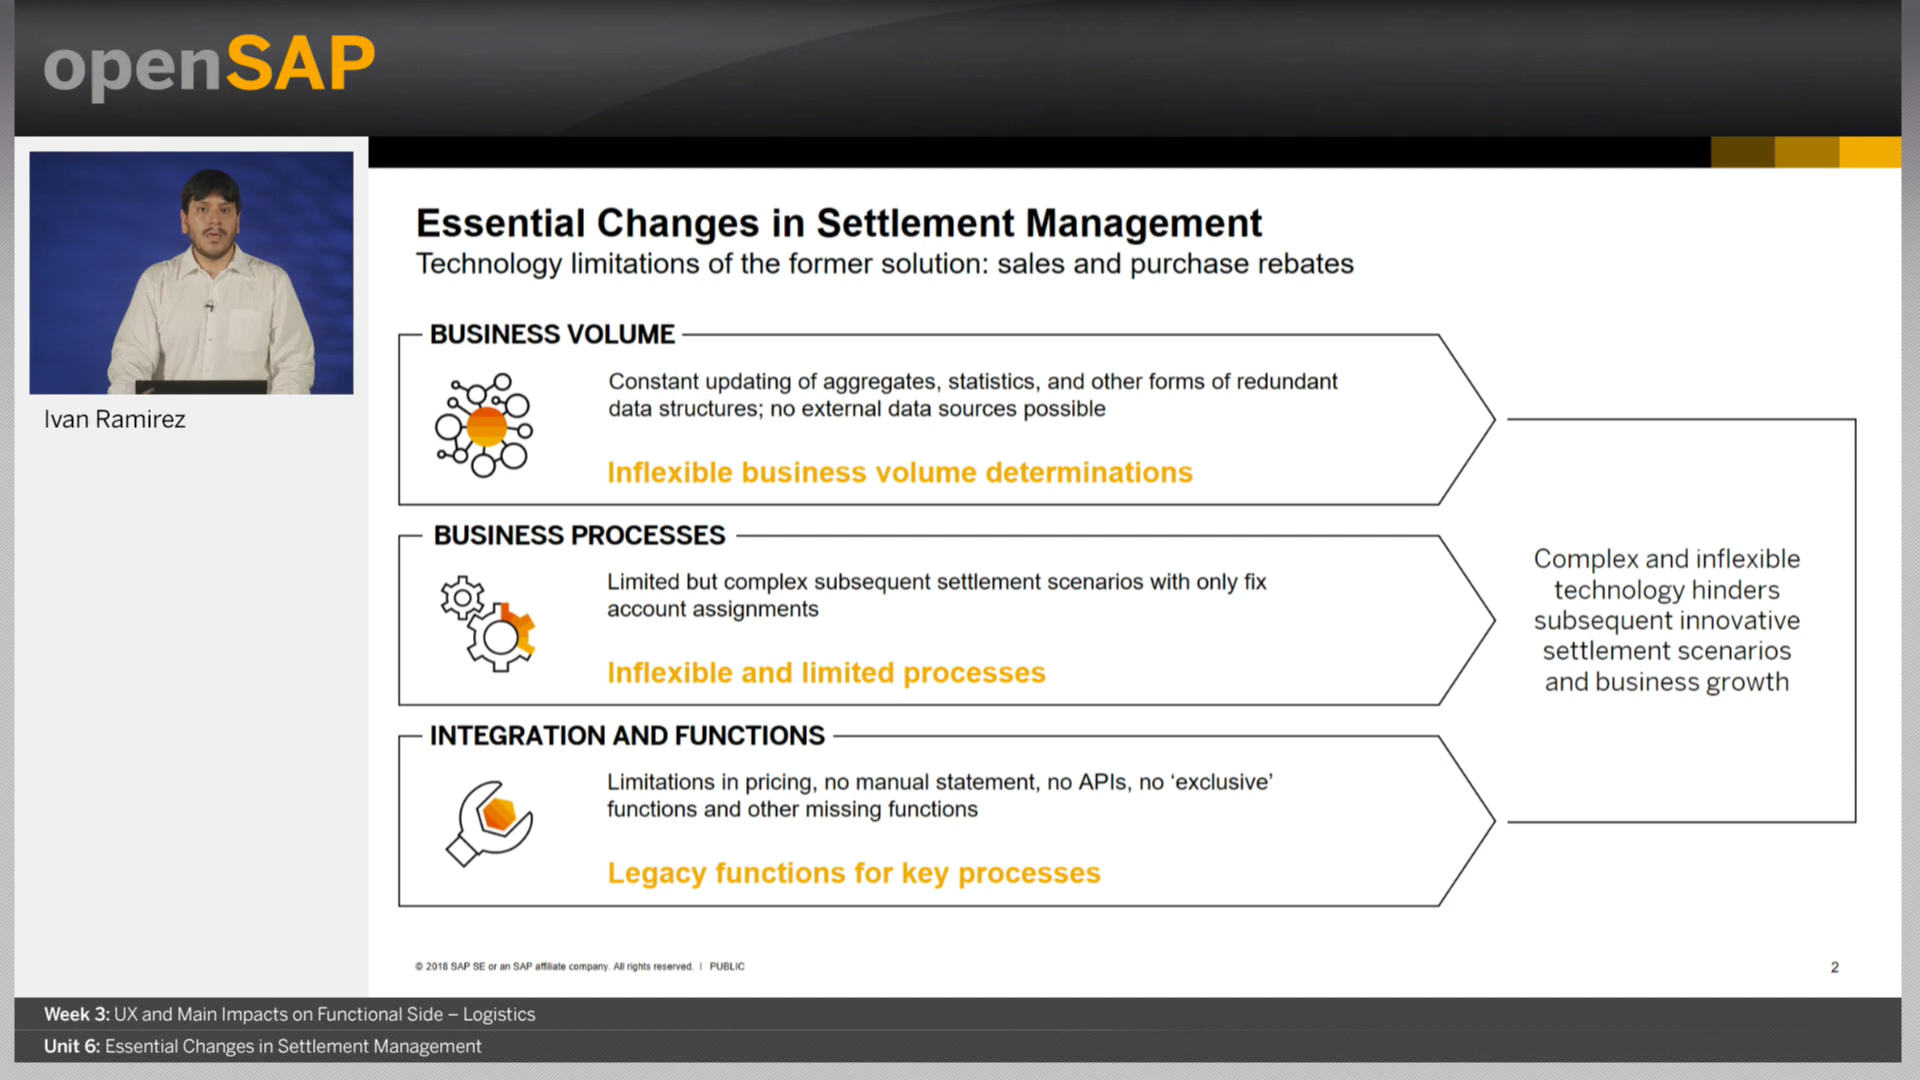 openSAP
Ivan Ramirez
Essential Changes in Settlement Management
Technology limitations of the former solution: sales and purchase rebates
BUSINESS VOLUME
Constant updating of aggregates, statistics, and other forms of redundant
data structures; no external data sources possible
Inflexible business volume determinations
BUSINESS PROCESSES
Limited but complex subsequent settlement scenarios with only fix
account assignments
Inflexible and limited processes
INTEGRATION AND FUNCTIONS
Limitations in pricing, no manual statement, no APIs, no ‘exclusive’
functions and other missing functions
Legacy functions for key processes
Complex and inflexible
technology hinders
subsequent innovative
settlement scenarios
and business growth
© 2018 SAP SE or an SAP affiliate company. All rights reserved. | PUBLIC
2
Week 3: UX and Main Impacts on Functional Side – Logistics
Unit 6: Essential Changes in Settlement Management